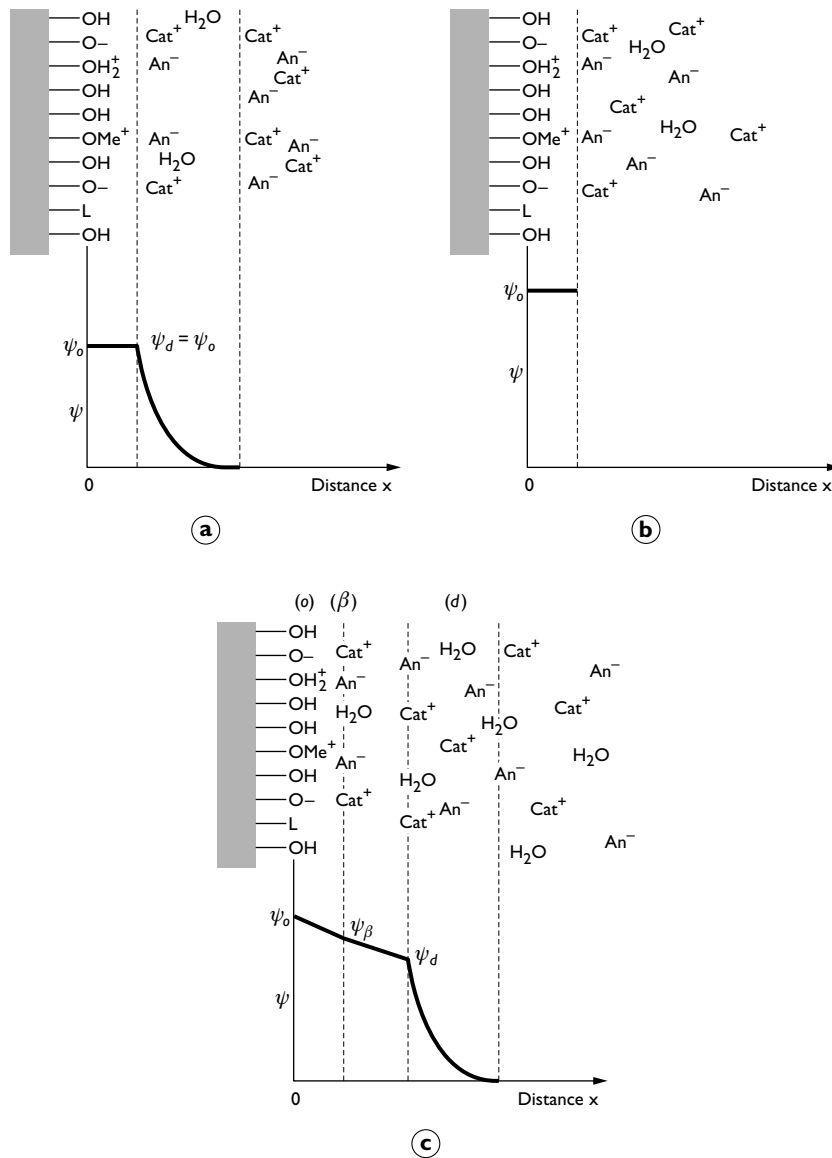 OH
O–
OH₂⁺
OH
OH
OMe⁺
OH
O–
L
OH
H₂O
Cat⁺
An⁻
An⁻
H₂O
Cat⁺
Cat⁺
An⁻
Cat⁺
An⁻
Cat⁺
An⁻
Cat⁺
An⁻
ψₒ
ψ_d = ψₒ
ψ
0
Distance x
a
OH
O–
OH₂⁺
OH
OH
OMe⁺
OH
O–
L
OH
Cat⁺
An⁻
An⁻
Cat⁺
Cat⁺
H₂O
An⁻
Cat⁺
H₂O
Cat⁺
An⁻
An⁻
ψₒ
ψ
0
Distance x
b
(o)
(β)
(d)
OH
O–
OH₂⁺
OH
OH
OMe⁺
OH
O–
L
OH
Cat⁺
An⁻
H₂O
An⁻
Cat⁺
An⁻
Cat⁺
H₂O
Cat⁺
H₂O
An⁻
Cat⁺
An⁻
Cat⁺
H₂O
An⁻
An⁻
Cat⁺
H₂O
Cat⁺
An⁻
H₂O
ψₒ
ψ_β
ψ_d
ψ
0
Distance x
c